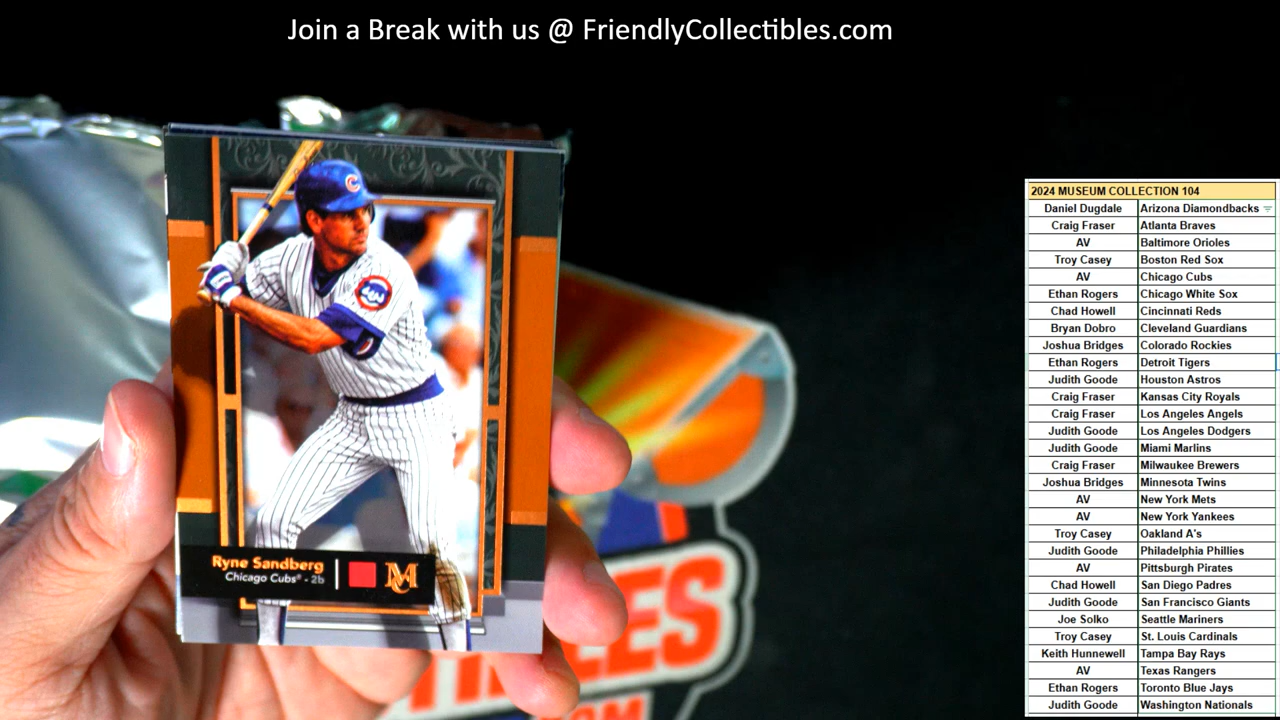 Join a Break with us @ FriendlyCollectibles.com
C
Cubs
Ryne Sandberg
Chicago Cubs® - 2b
MC
2024 MUSEUM COLLECTION 104
Daniel Dugdale Arizona Diamondbacks
Craig Fraser Atlanta Braves
AV Baltimore Orioles
Troy Casey Boston Red Sox
AV Chicago Cubs
Ethan Rogers Chicago White Sox
Chad Howell Cincinnati Reds
Bryan Dobro Cleveland Guardians
Joshua Bridges Colorado Rockies
Ethan Rogers Detroit Tigers
Judith Goode Houston Astros
Craig Fraser Kansas City Royals
Craig Fraser Los Angeles Angels
Judith Goode Los Angeles Dodgers
Judith Goode Miami Marlins
Craig Fraser Milwaukee Brewers
Joshua Bridges Minnesota Twins
AV New York Mets
AV New York Yankees
Troy Casey Oakland A's
Judith Goode Philadelphia Phillies
AV Pittsburgh Pirates
Chad Howell San Diego Padres
Judith Goode San Francisco Giants
Joe Solko Seattle Mariners
Troy Casey St. Louis Cardinals
Keith Hunnewell Tampa Bay Rays
AV Texas Rangers
Ethan Rogers Toronto Blue Jays
Judith Goode Washington Nationals